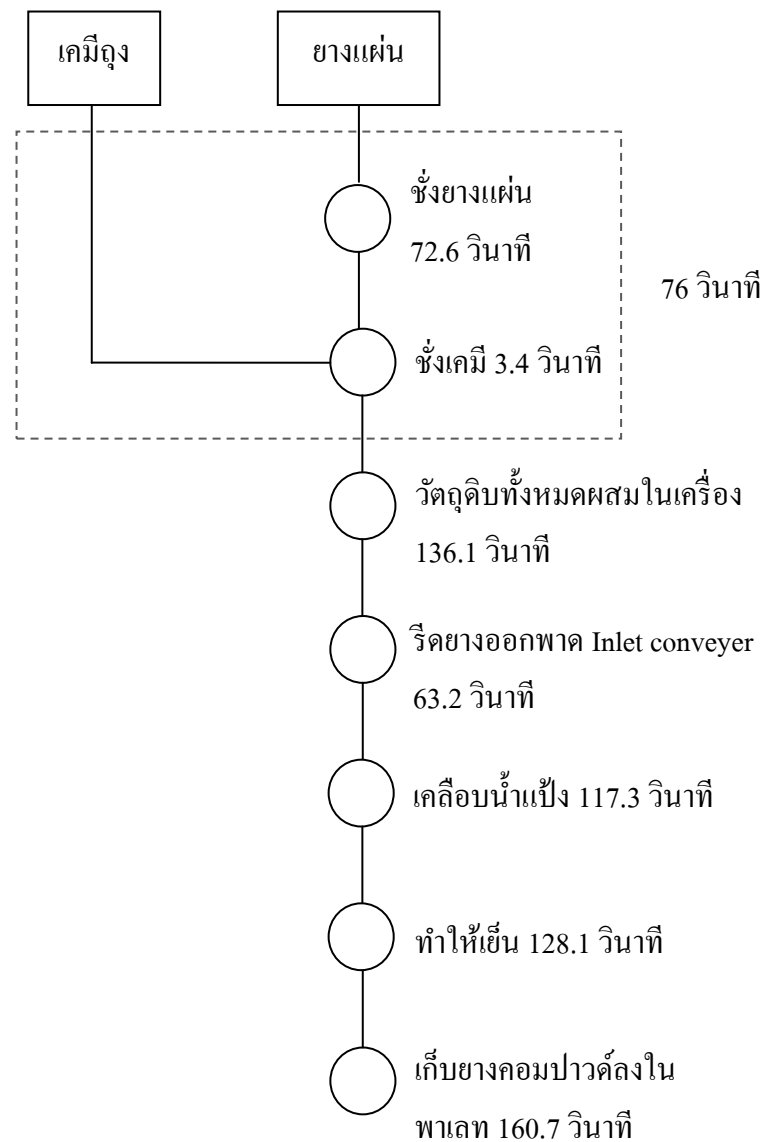 เคมีถุง
ยางแผ่น
ชั่งยางแผ่น
72.6 วินาที
76 วินาที
ชั่งเคมี 3.4 วินาที
วัตถุดิบทั้งหมดผสมในเครื่อง
136.1 วินาที
รีดยางออกพาด Inlet conveyer
63.2 วินาที
เคลือบน้ำแป้ง 117.3 วินาที
ทำให้เย็น 128.1 วินาที
เก็บยางคอมปาวด์ลงใน
พาเลท 160.7 วินาที